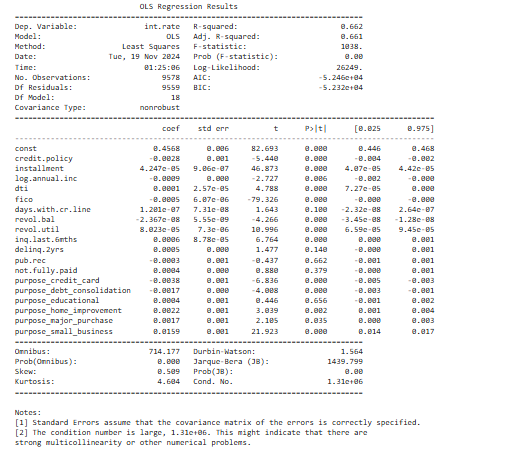 OLS Regression Results
Dep. Variable: int.rate R-squared: 0.662
Model: OLS Adj. R-squared: 0.661
Method: Least Squares F-statistic: 1038.
Date: Tue, 19 Nov 2024 Prob (F-statistic): 0.00
Time: 01:25:06 Log-Likelihood: 26249.
No. Observations: 9578 AIC: -5.246e+04
Df Residuals: 9559 BIC: -5.232e+04
Df Model: 18
Covariance Type: nonrobust
coef std err t P>|t| [0.025 0.975]
const 0.4568 0.006 82.693 0.000 0.446 0.468
credit.policy -0.0028 0.001 -5.440 0.000 -0.004 -0.002
installment 4.247e-05 9.06e-07 46.873 0.000 4.07e-05 4.42e-05
log.annual.inc -0.0009 0.000 -2.727 0.006 -0.002 -0.000
dti 0.0001 2.57e-05 4.788 0.000 7.27e-05 0.000
fico -0.0005 6.07e-06 -79.326 0.000 -0.000 -0.000
days.with.cr.line 1.201e-07 7.31e-08 1.643 0.100 -2.32e-08 2.64e-07
revol.bal -2.367e-08 5.55e-09 -4.266 0.000 -3.45e-08 -1.28e-08
revol.util 8.023e-05 7.3e-06 10.996 0.000 6.59e-05 9.45e-05
inq.last.6mths 0.0006 8.78e-05 6.764 0.000 0.000 0.001
delinq.2yrs 0.0005 0.000 1.477 0.140 -0.000 0.001
pub.rec -0.0003 0.001 -0.437 0.662 -0.001 0.001
not.fully.paid 0.0004 0.000 0.880 0.379 -0.000 0.001
purpose_credit_card -0.0038 0.001 -6.836 0.000 -0.005 -0.003
purpose_debt_consolidation -0.0017 0.000 -4.008 0.000 -0.003 -0.001
purpose_educational 0.0004 0.001 0.446 0.656 -0.001 0.002
purpose_home_improvement 0.0022 0.001 3.039 0.002 0.001 0.004
purpose_major_purchase 0.0017 0.001 2.105 0.035 0.000 0.003
purpose_small_business 0.0159 0.001 21.923 0.000 0.014 0.017
Omnibus: 714.177 Durbin-Watson: 1.564
Prob(Omnibus): 0.000 Jarque-Bera (JB): 1439.799
Skew: 0.509 Prob(JB): 0.00
Kurtosis: 4.604 Cond. No. 1.31e+06
Notes:
[1] Standard Errors assume that the covariance matrix of the errors is correctly specified.
[2] The condition number is large, 1.31e+06. This might indicate that there are
strong multicollinearity or other numerical problems.